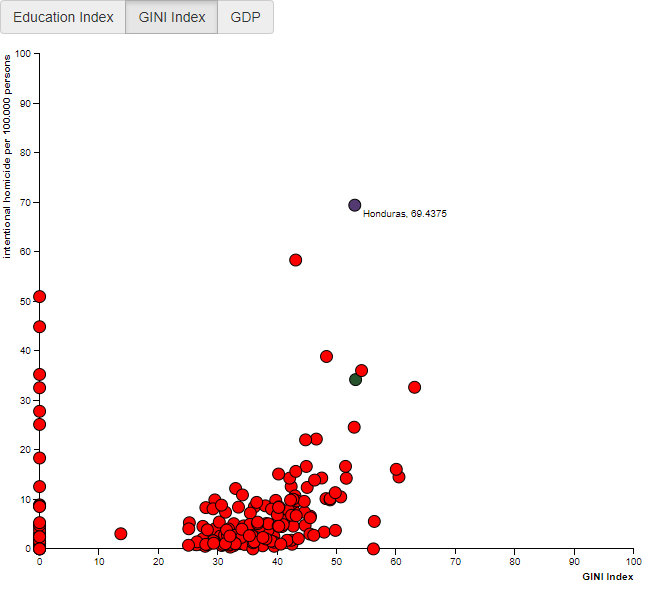 Education Index GINI Index GDP
intentional homicide per 100.000 persons
100
90
80
70
60
50
40
30
20
10
0
Honduras, 69.4375
0 10 20 30 40 50 60 70 80 90 100
GINI Index